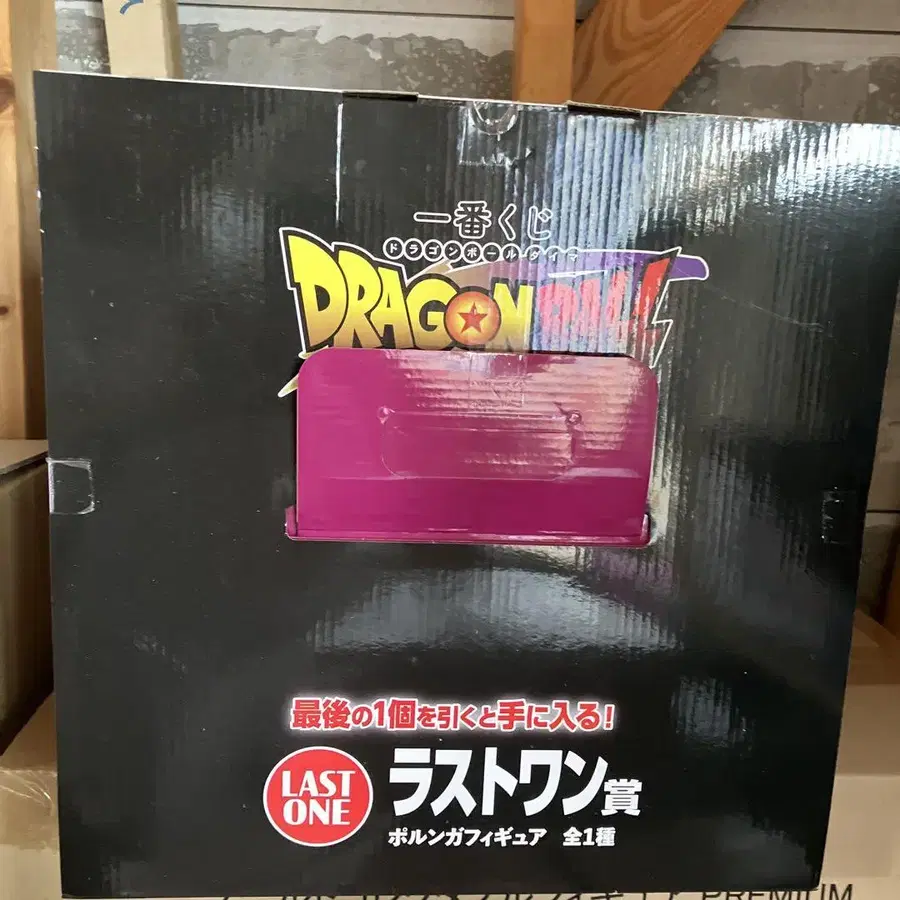 一番くじ
ドラゴンボールダイマ
DRAGON BALL
最後の1個を引くと手に入る!
LAST
ONE
ラストワン賞
ポルンガフィギュア 全1種
PREMIUM